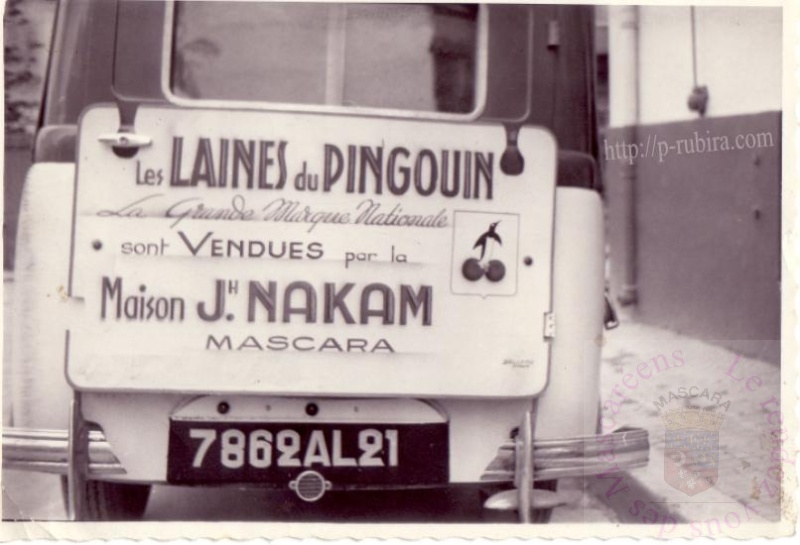 Les LAINES du PINGOUIN
La Grande Marque Nationale
sont VENDUES par la
Maison JH. NAKAM
MASCARA
7862AL21
http://p-rubira.com
MASCARA